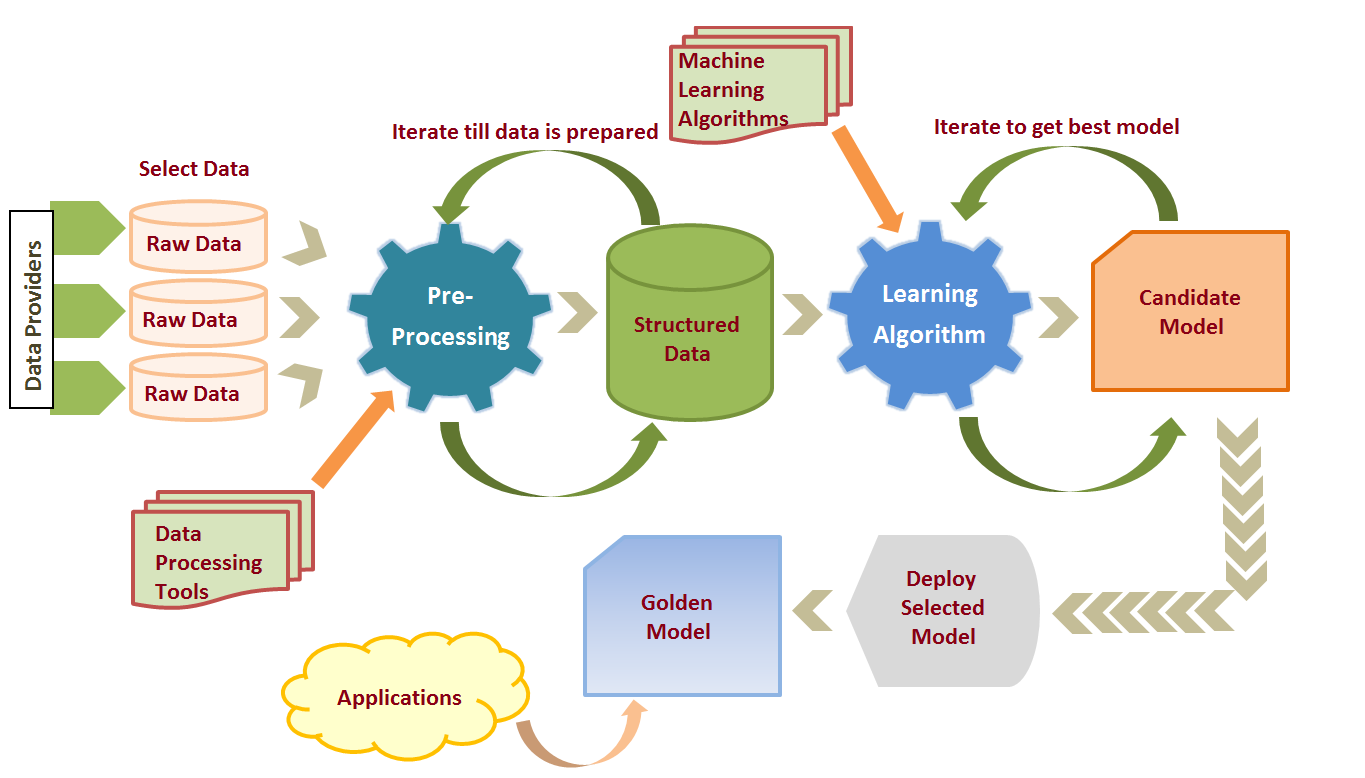 Machine
Learning
Algorithms
Iterate till data is prepared
Iterate to get best model
Select Data
Data Providers
Raw Data
Raw Data
Raw Data
Pre-
Processing
Structured
Data
Learning
Algorithm
Candidate
Model
Data
Processing
Tools
Golden
Model
Deploy
Selected
Model
Applications